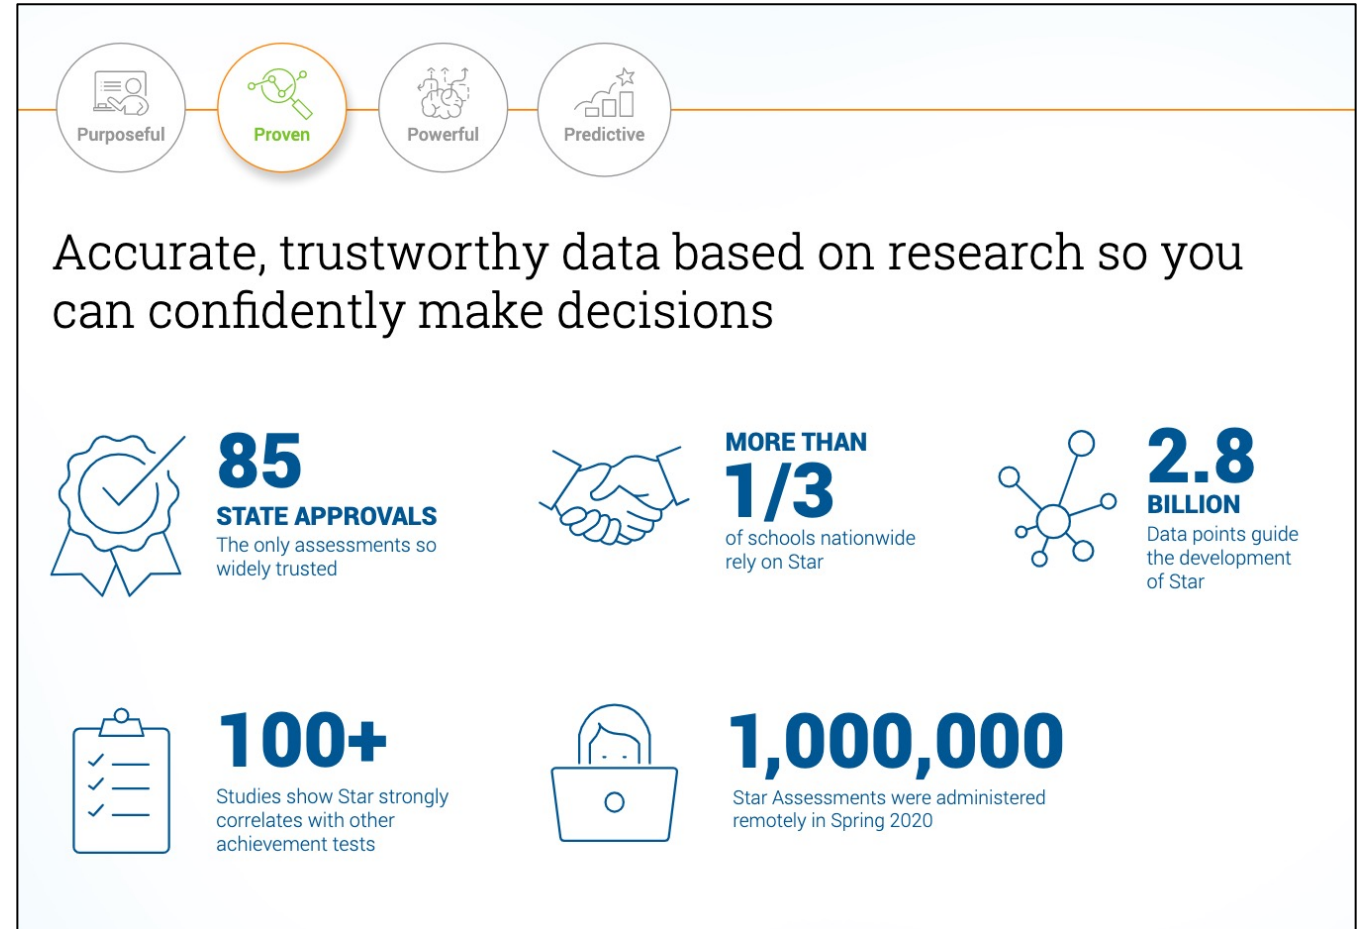 Purposeful
Proven
Powerful
Predictive
Accurate, trustworthy data based on research so you
can confidently make decisions
85
STATE APPROVALS
The only assessments so
widely trusted
MORE THAN
1/3
of schools nationwide
rely on Star
2.8
BILLION
Data points guide
the development
of Star
100+
Studies show Star strongly
correlates with other
achievement tests
1,000,000
Star Assessments were administered
remotely in Spring 2020